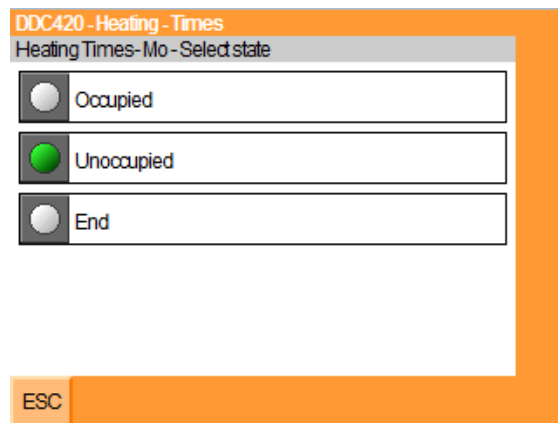 DDC420 - Heating - Times
Heating Times - Mo - Select state
Occupied
Unoccupied
End
ESC